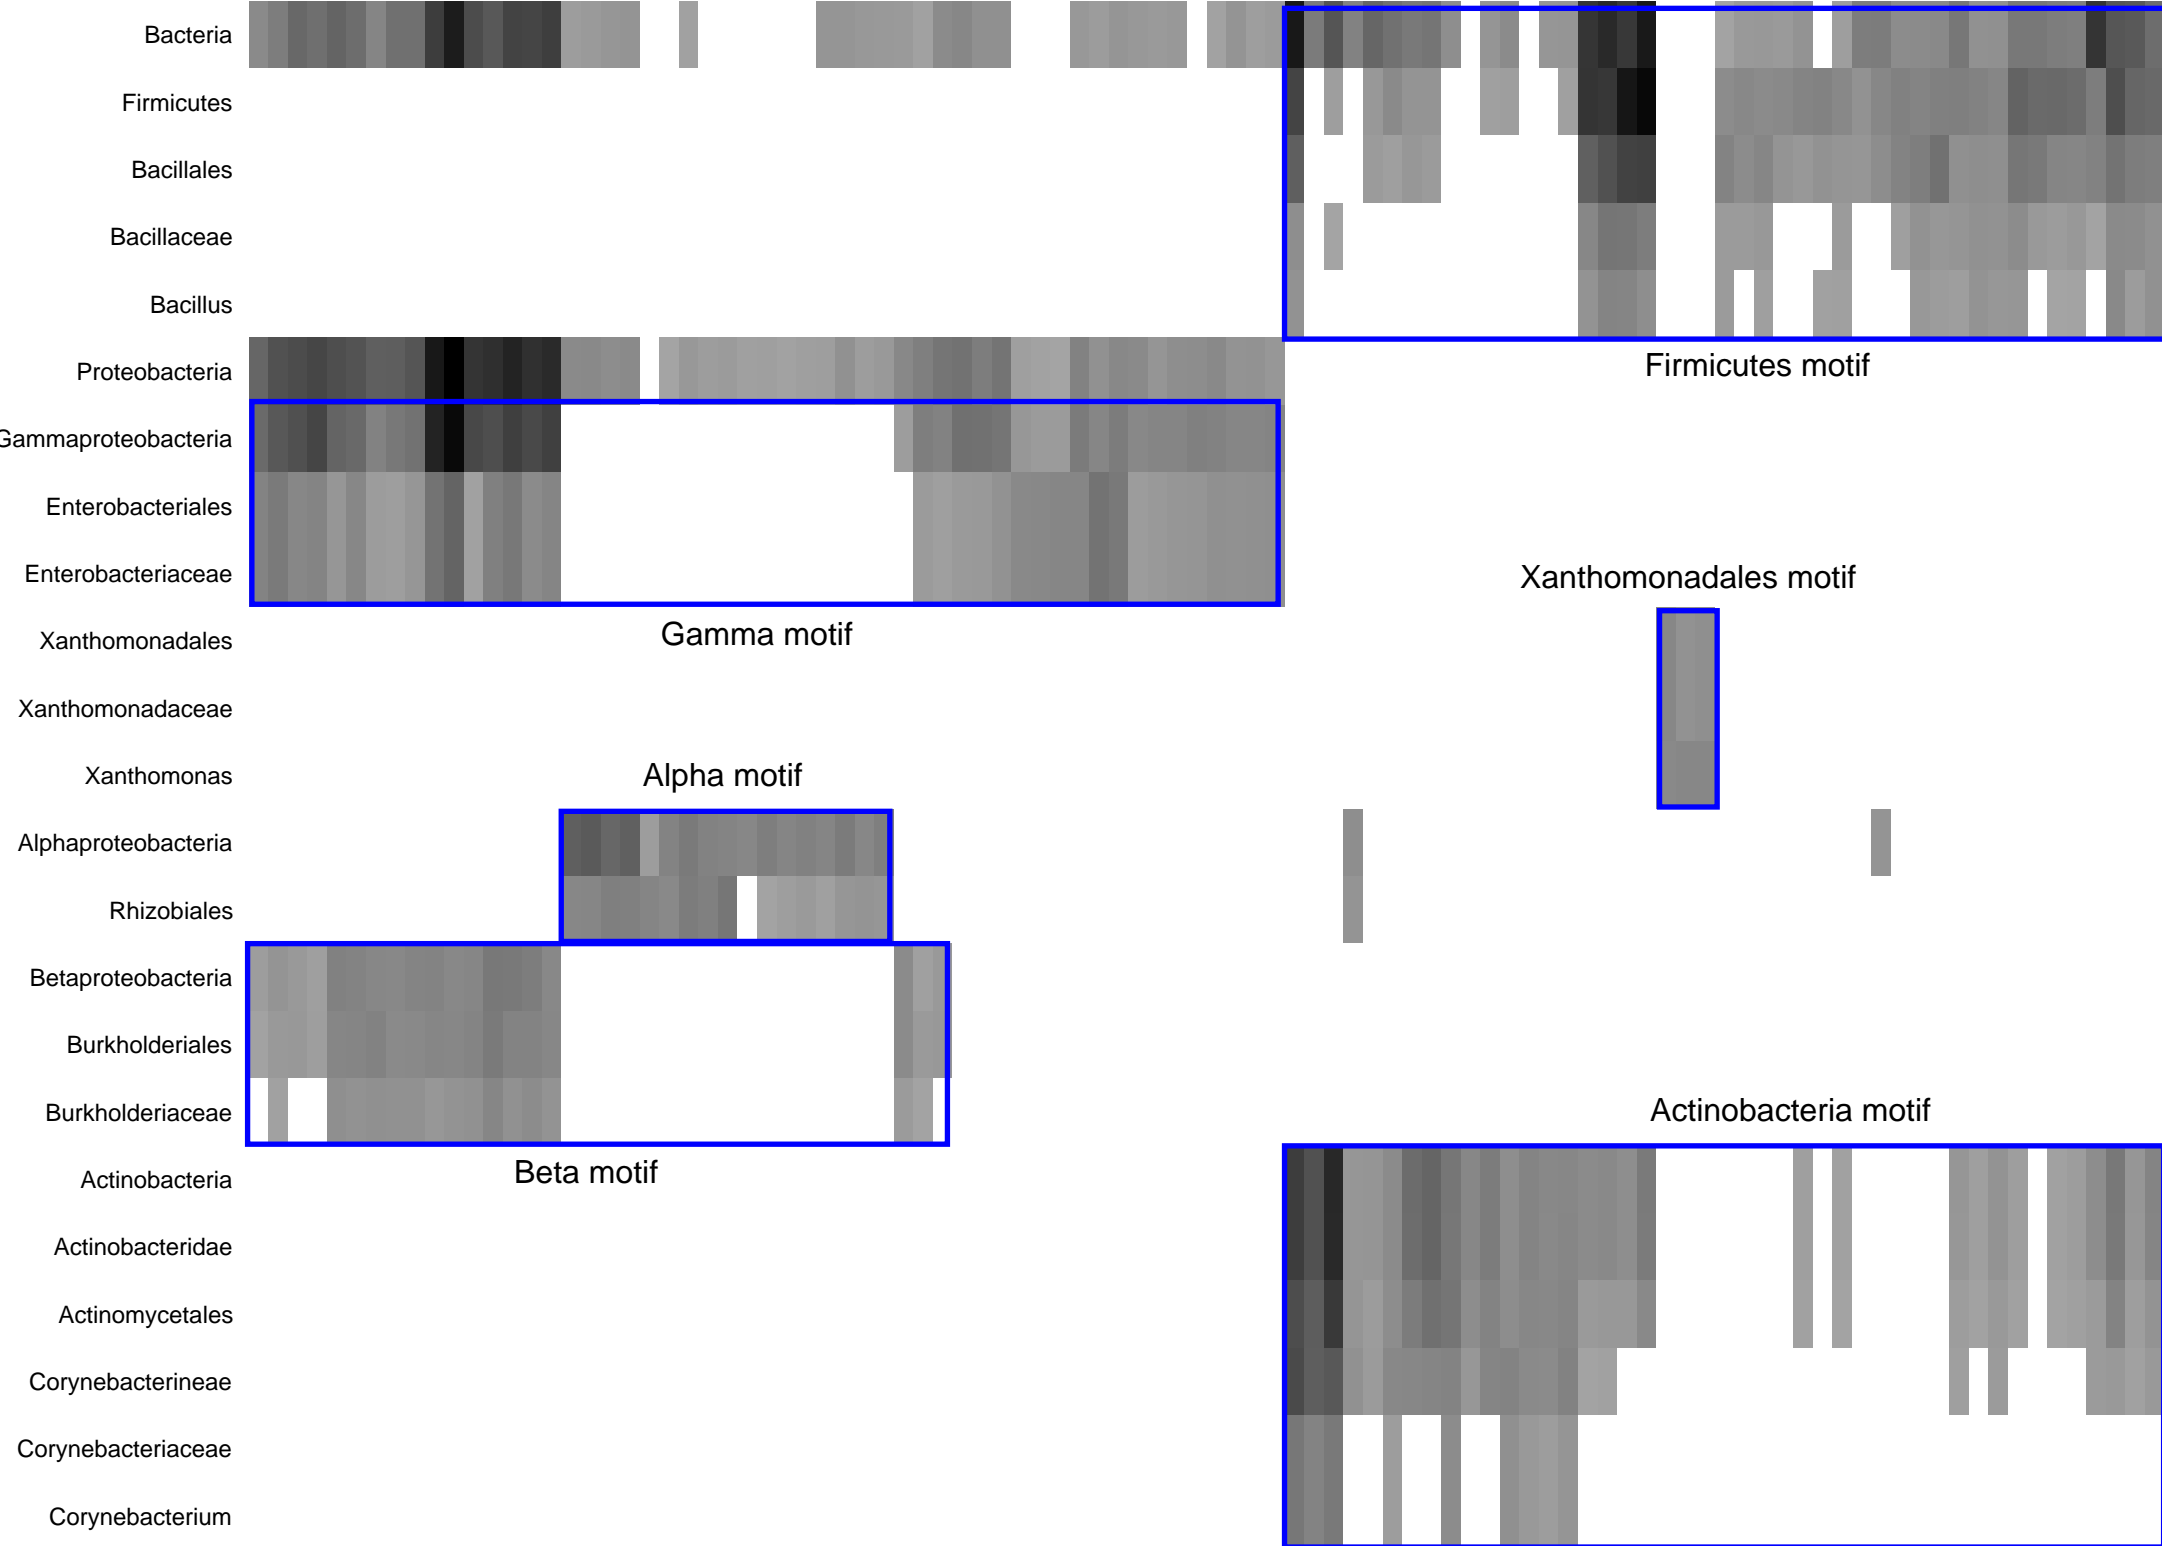 Bacteria
Firmicutes
Bacillales
Bacillaceae
Bacillus
Proteobacteria
Firmicutes motif
Gammaproteobacteria
Enterobacteriales
Enterobacteriaceae
Xanthomonadales motif
Xanthomonadales
Gamma motif
Xanthomonadaceae
Xanthomonas
Alpha motif
Alphaproteobacteria
Rhizobiales
Betaproteobacteria
Burkholderiales
Burkholderiaceae
Actinobacteria motif
Actinobacteria
Beta motif
Actinobacteridae
Actinomycetales
Corynebacterineae
Corynebacteriaceae
Corynebacterium